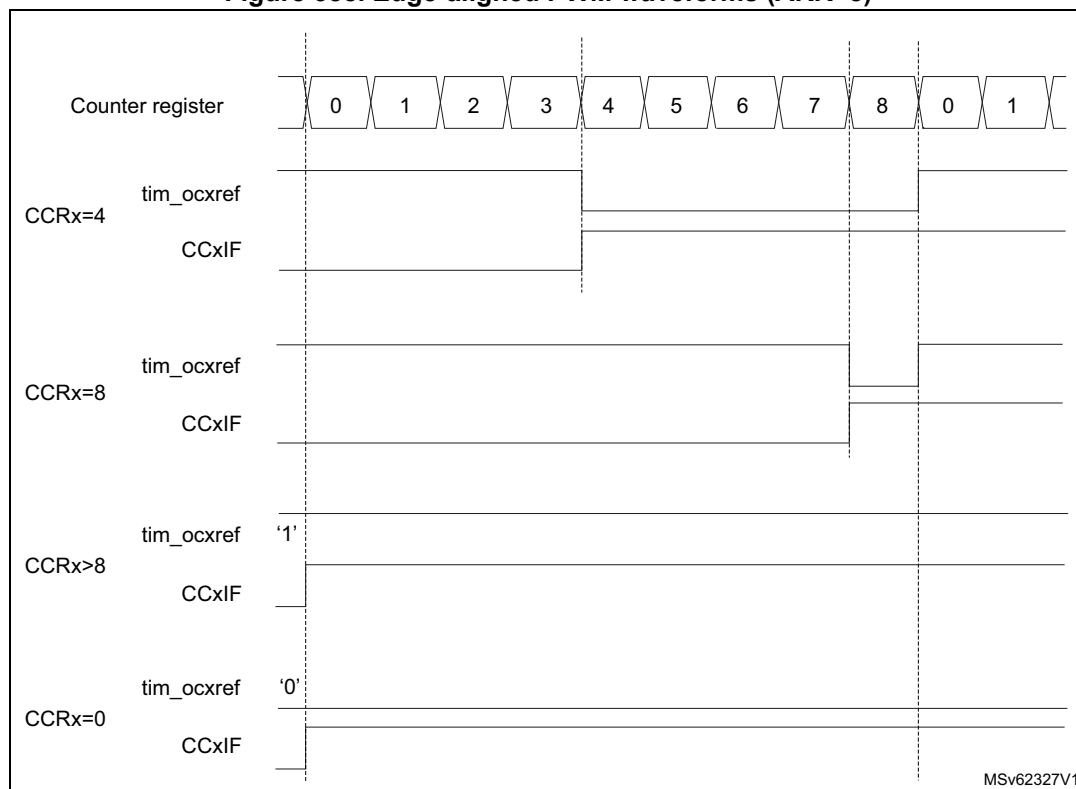 Figure 000. Edge-aligned PWM waveforms (ARR=8)
Counter register 0 1 2 3 4 5 6 7 8 0 1
tim_ocxref
CCRx=4
CCxIF
tim_ocxref
CCRx=8
CCxIF
tim_ocxref ‘1’
CCRx>8
CCxIF
tim_ocxref ‘0’
CCRx=0
CCxIF
MSv62327V1